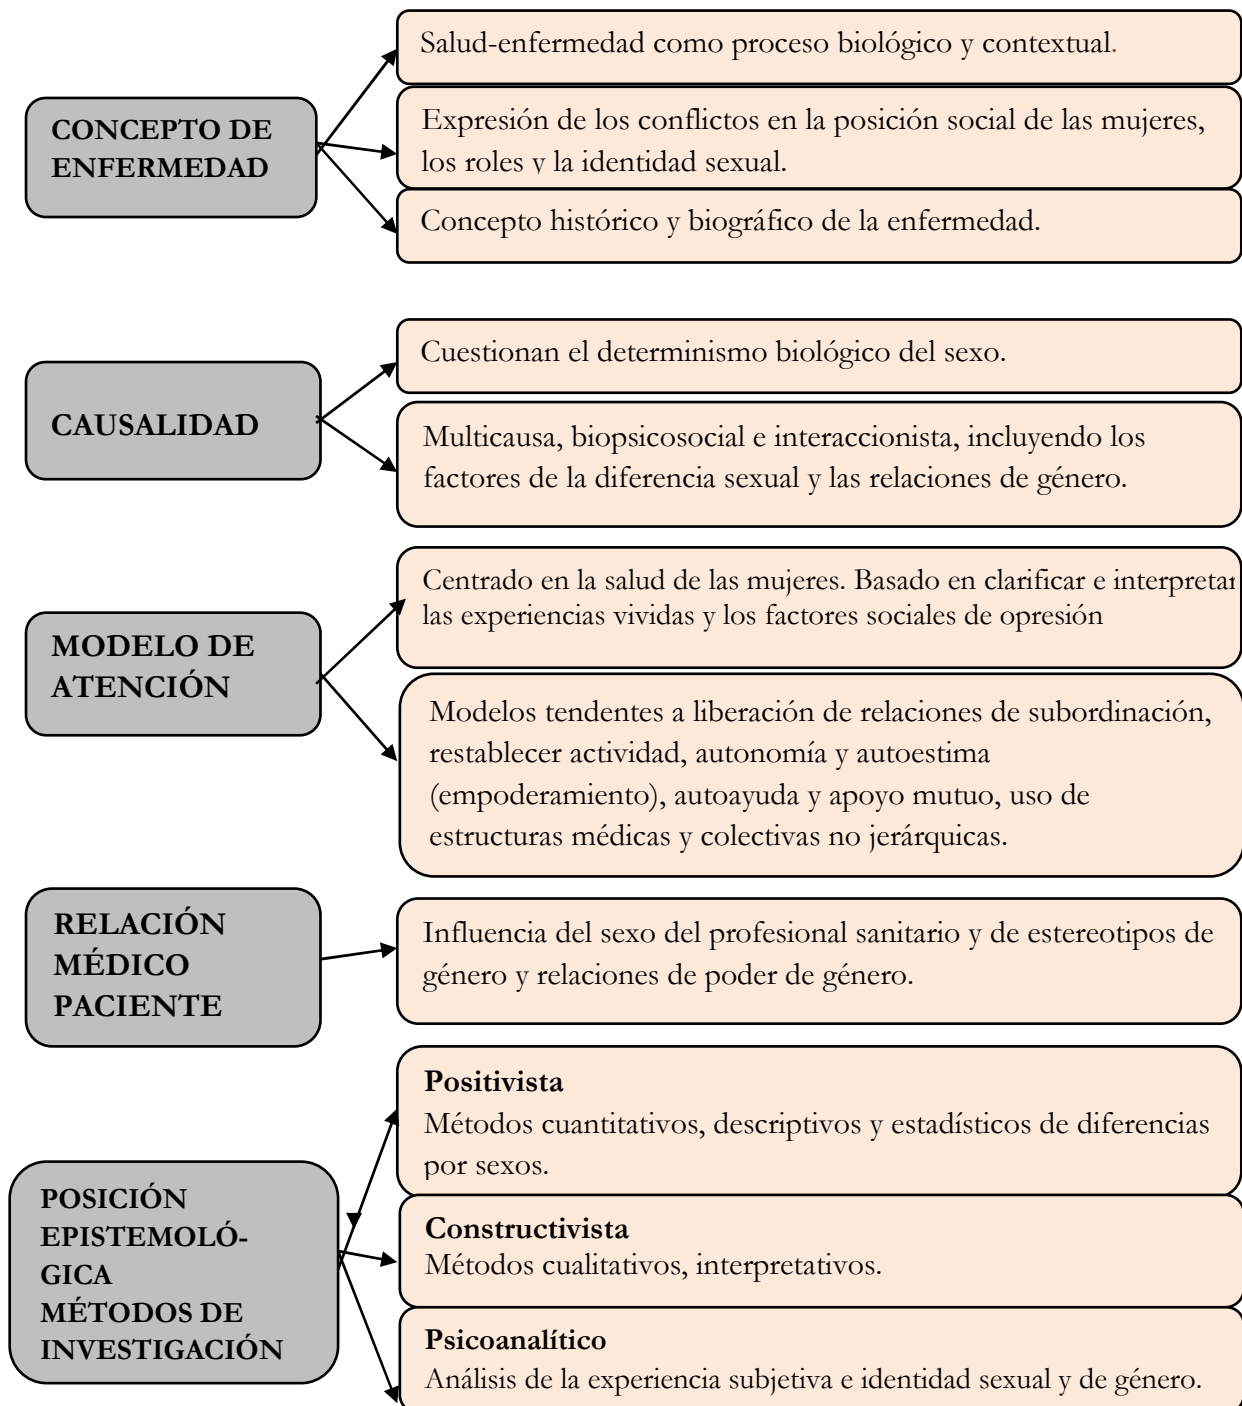 Salud-enfermedad como proceso biológico y contextual.
CONCEPTO DE
ENFERMEDAD
Expresión de los conflictos en la posición social de las mujeres,
los roles y la identidad sexual.
Concepto histórico y biográfico de la enfermedad.
CAUSALIDAD
Cuestionan el determinismo biológico del sexo.
Multicausa, biopsicosocial e interaccionista, incluyendo los
factores de la diferencia sexual y las relaciones de género.
MODELO DE
ATENCIÓN
Centrado en la salud de las mujeres. Basado en clarificar e interpretar
las experiencias vividas y los factores sociales de opresión
Modelos tendentes a liberación de relaciones de subordinación,
restablecer actividad, autonomía y autoestima
(empoderamiento), autoayuda y apoyo mutuo, uso de
estructuras médicas y colectivas no jerárquicas.
RELACIÓN
MÉDICO
PACIENTE
Influencia del sexo del profesional sanitario y de estereotipos de
género y relaciones de poder de género.
POSICIÓN
EPISTEMOLÓ-
GICA
MÉTODOS DE
INVESTIGACIÓN
Positivista
Métodos cuantitativos, descriptivos y estadísticos de diferencias
por sexos.
Constructivista
Métodos cualitativos, interpretativos.
Psicoanalítico
Análisis de la experiencia subjetiva e identidad sexual y de género.